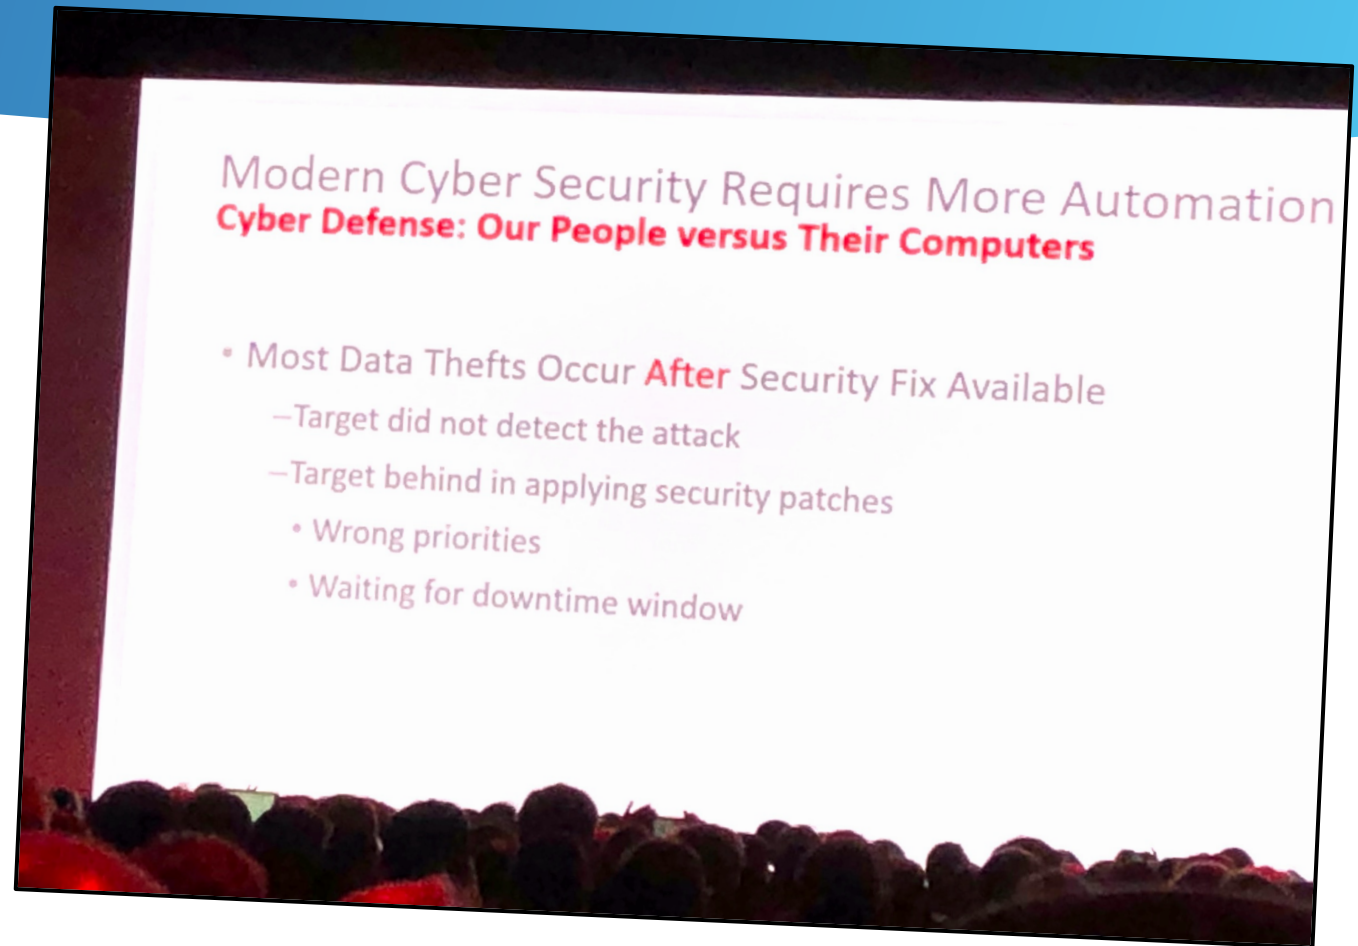 Modern Cyber Security Requires More Automation
Cyber Defense: Our People versus Their Computers
• Most Data Thefts Occur After Security Fix Available
–Target did not detect the attack
–Target behind in applying security patches
• Wrong priorities
• Waiting for downtime window